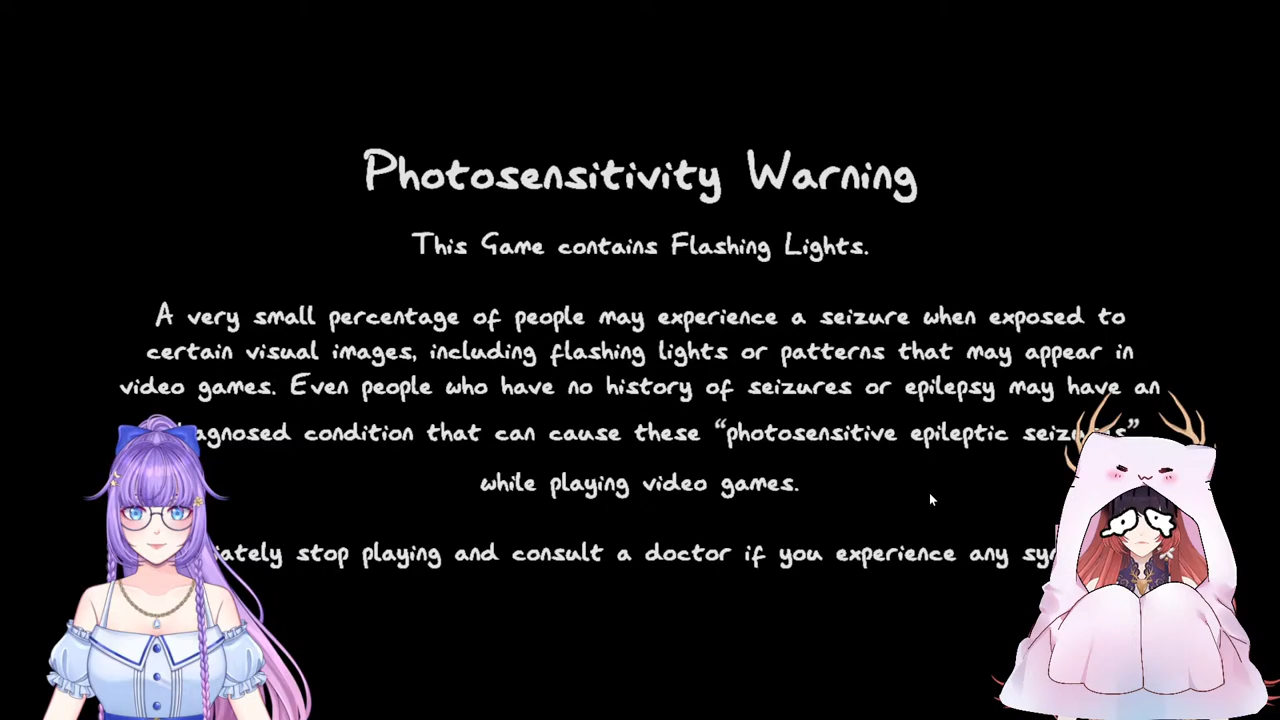 Photosensitivity Warning
This Game contains Flashing Lights.
A very small percentage of people may experience a seizure when exposed to
certain visual images, including flashing lights or patterns that may appear in
video games. Even people who have no history of seizures or epilepsy may have an
condition that can cause these “photosensitive epileptic
while playing video games.
stop playing and consult a doctor if you experience any